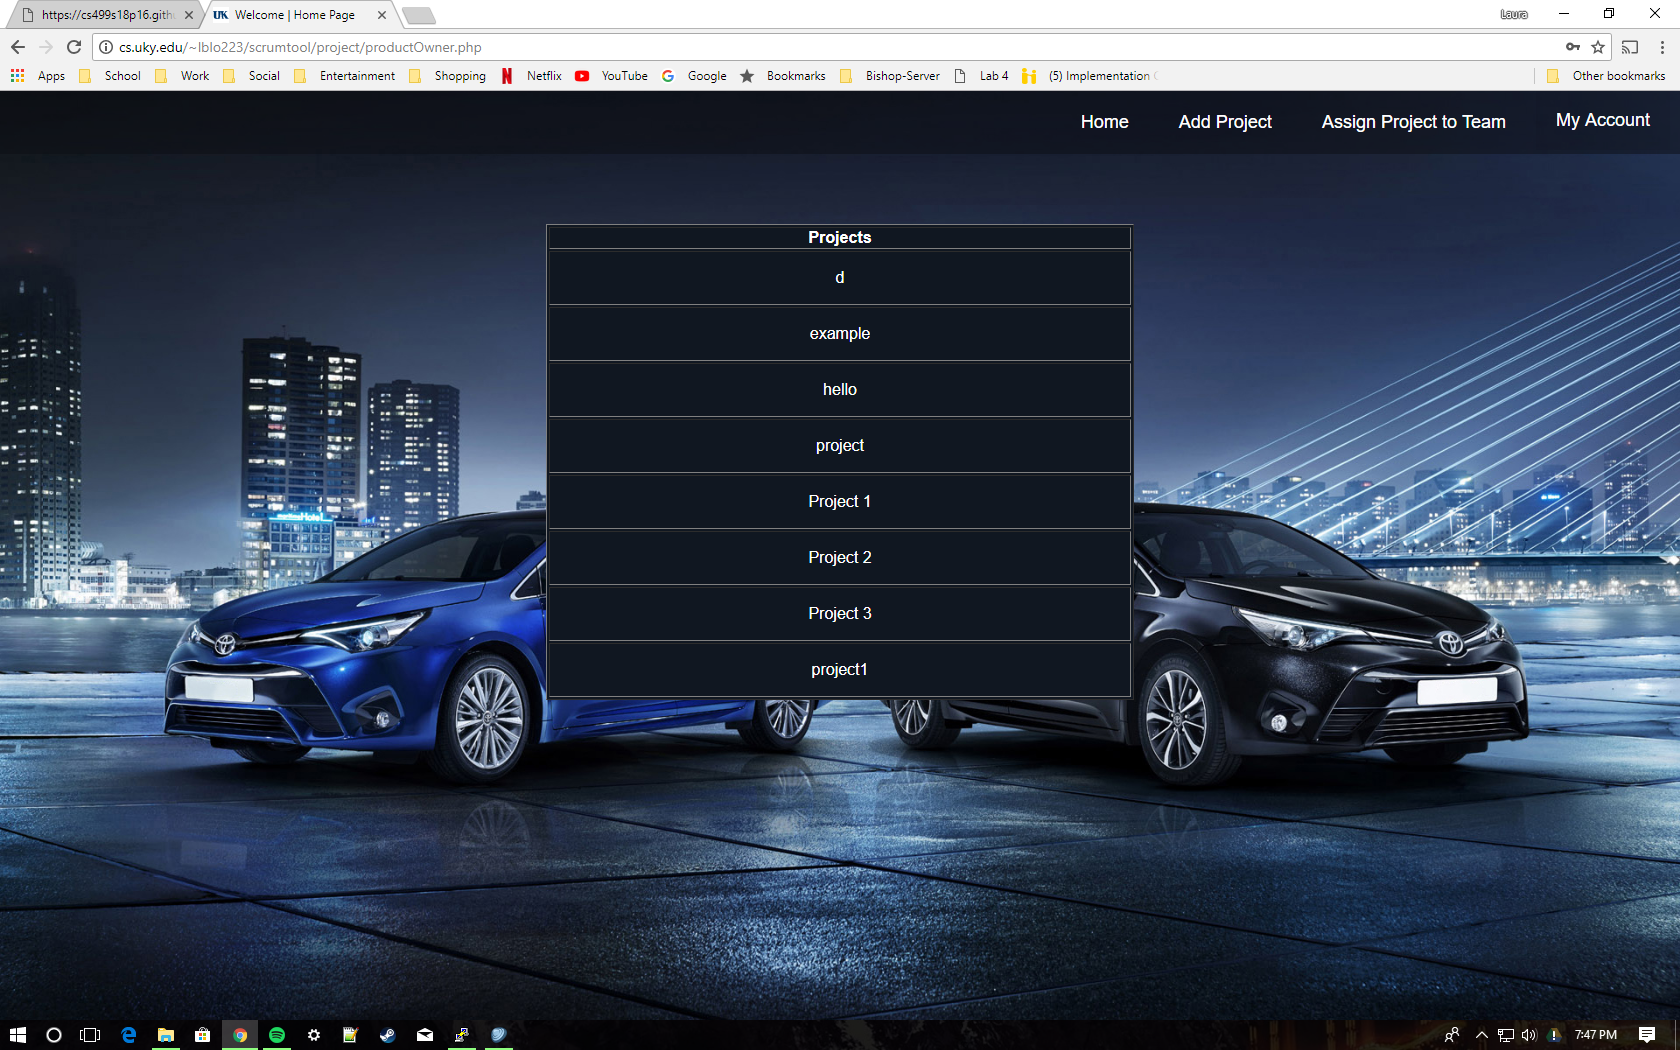 https://cs499s18p16.gith
UK Welcome | Home Page
Laura
cs.uky.edu/~lblo223/scrumtool/project/productOwner.php
Apps School Work Social Entertainment Shopping Netflix YouTube Google Bookmarks Bishop-Server Lab 4 (5) Implementation Other bookmarks
Home Add Project Assign Project to Team My Account
Projects
d
example
hello
project
Project 1
Project 2
Project 3
project1
7:47 PM